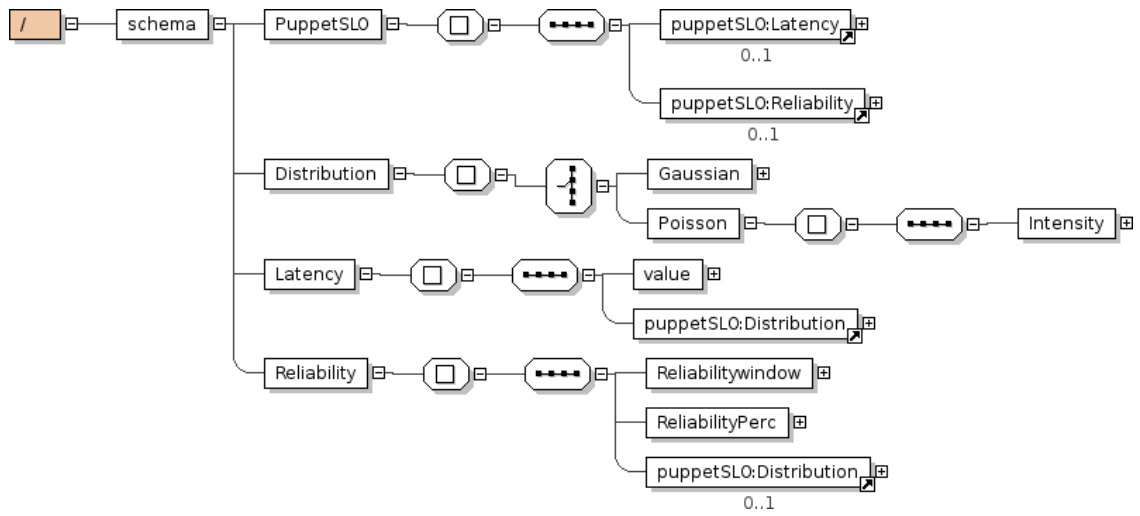 / schema PuppetSLO puppetSLO:Latency
0..1
puppetSLO:Reliability
0..1
Distribution Gaussian
Poisson Intensity
Latency value
puppetSLO:Distribution
Reliability Reliabilitywindow
ReliabilityPerc
puppetSLO:Distribution
0..1